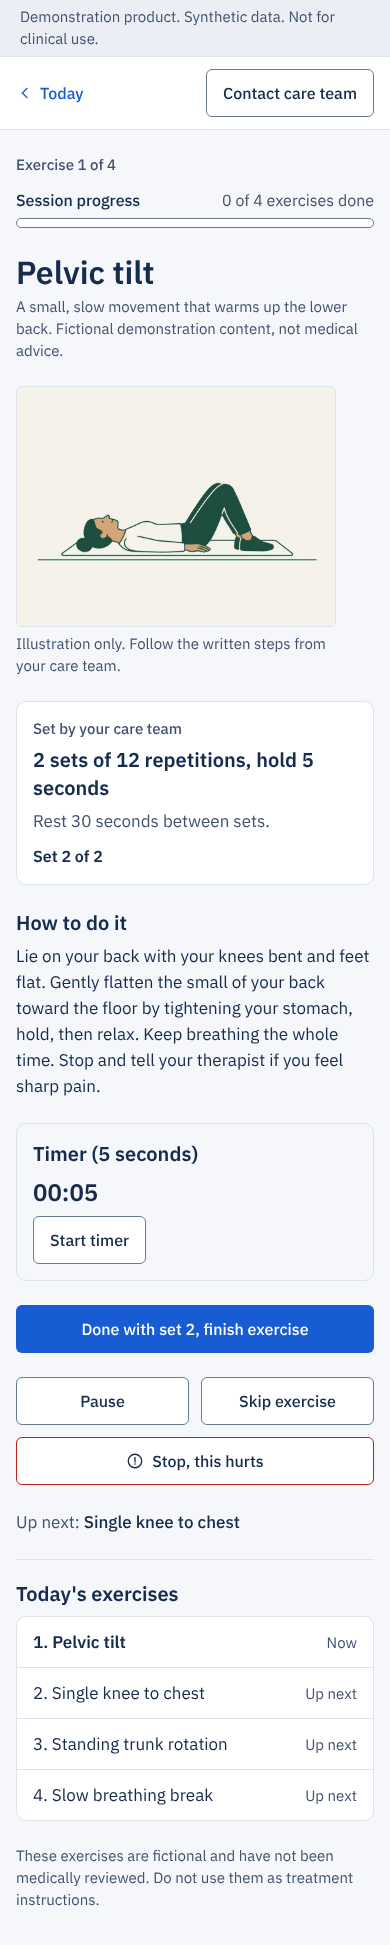 Demonstration product. Synthetic data. Not for
clinical use.
Today
Contact care team
Exercise 1 of 4
Session progress
0 of 4 exercises done
Pelvic tilt
A small, slow movement that warms up the lower
back. Fictional demonstration content, not medical
advice.
Illustration only. Follow the written steps from
your care team.
Set by your care team
2 sets of 12 repetitions, hold 5
seconds
Rest 30 seconds between sets.
Set 2 of 2
How to do it
Lie on your back with your knees bent and feet
flat. Gently flatten the small of your back
toward the floor by tightening your stomach,
hold, then relax. Keep breathing the whole
time. Stop and tell your therapist if you feel
sharp pain.
Timer (5 seconds)
00:05
Start timer
Done with set 2, finish exercise
Pause
Skip exercise
Stop, this hurts
Up next: Single knee to chest
Today's exercises
1. Pelvic tilt
Now
2. Single knee to chest
Up next
3. Standing trunk rotation
Up next
4. Slow breathing break
Up next
These exercises are fictional and have not been
medically reviewed. Do not use them as treatment
instructions.